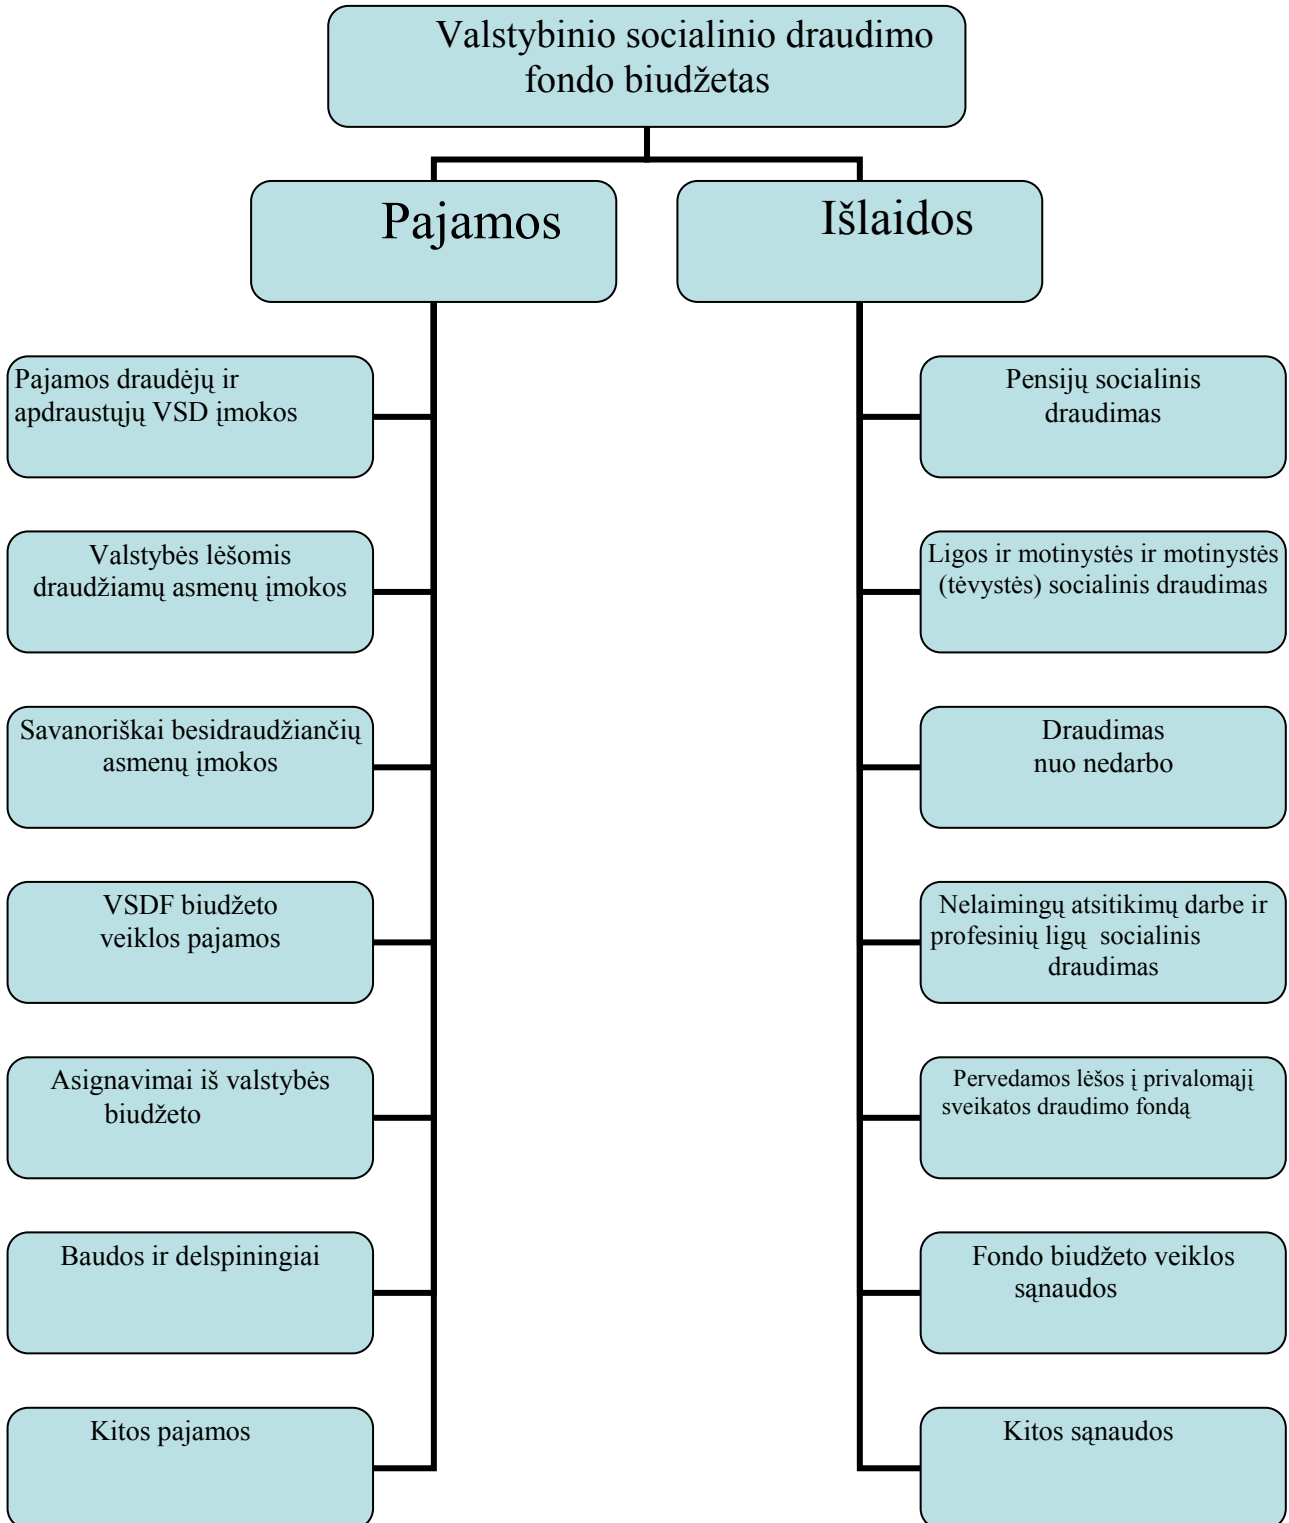 Valstybinio socialinio draudimo
fondo biudžetas
Pajamos
Išlaidos
Pajamos draudėjų ir
apdraustųjų VSD įmokos
Valstybės lėšomis
draudžiamų asmenų įmokos
Savanoriškai besidraudžiančių
asmenų įmokos
VSDF biudžeto
veiklos pajamos
Asignavimai iš valstybės
biudžeto
Baudos ir delspiningiai
Kitos pajamos
Pensijų socialinis
draudimas
Ligos ir motinystės ir motinystės
(tėvystės) socialinis draudimas
Draudimas
nuo nedarbo
Nelaimingų atsitikimų darbe ir
profesinių ligų socialinis
draudimas
Pervedamos lėšos į privalomąjį
sveikatos draudimo fondą
Fondo biudžeto veiklos
sąnaudos
Kitos sąnaudos